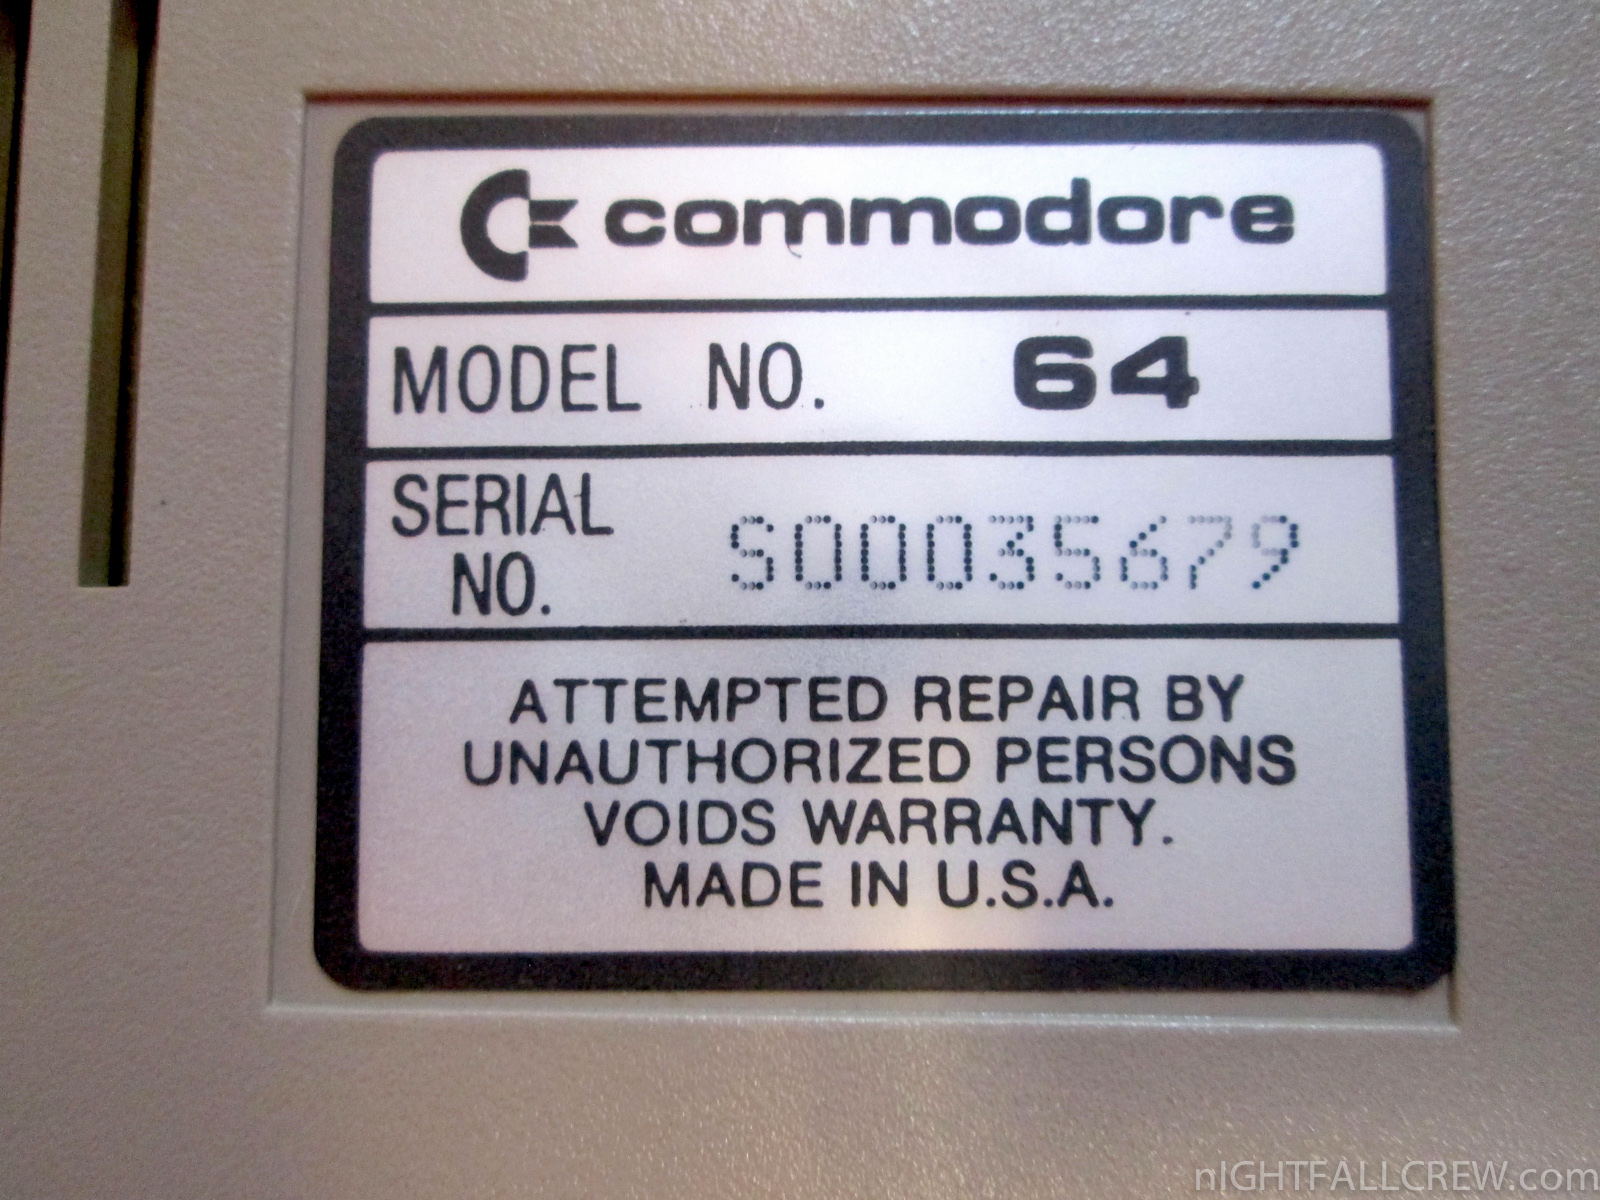 commodore
MODEL NO. 64
SERIAL NO. S00035679
ATTEMPTED REPAIR BY
UNAUTHORIZED PERSONS
VOIDS WARRANTY.
MADE IN U.S.A.
nIGHTFALLCREW.com